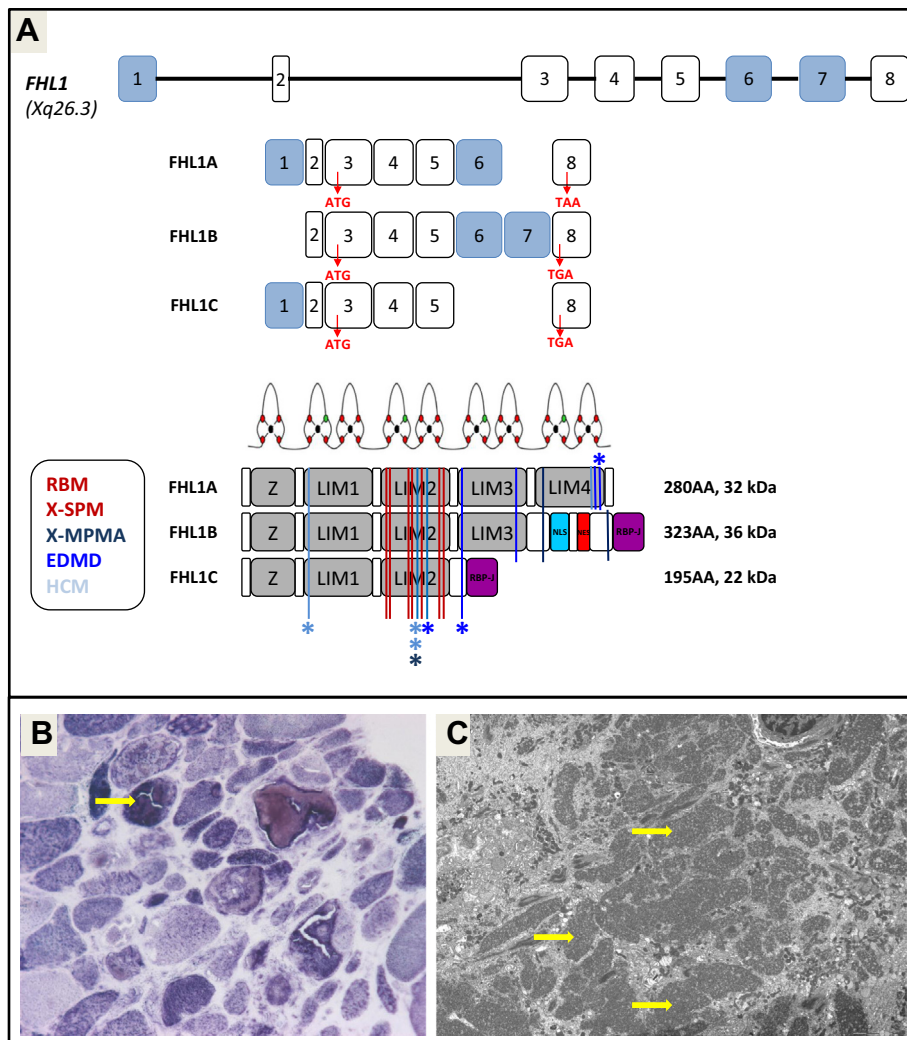 A
1 2 3 4 5 6 7 8
FHL1
(Xq26.3)
FHL1A 1 2 3 4 5 6 8
ATG TAA
FHL1B 2 3 4 5 6 7 8
ATG TGA
FHL1C 1 2 3 4 5 8
ATG TGA
*
RBM
X-SPM
X-MPMA
EDMD
HCM
FHL1A Z LIM1 LIM2 LIM3 LIM4 280AA, 32 kDa
FHL1B Z LIM1 LIM2 LIM3 NLS NES RBP-J 323AA, 36 kDa
FHL1C Z LIM1 LIM2 RBP-J 195AA, 22 kDa
* * * *
*
*
B C